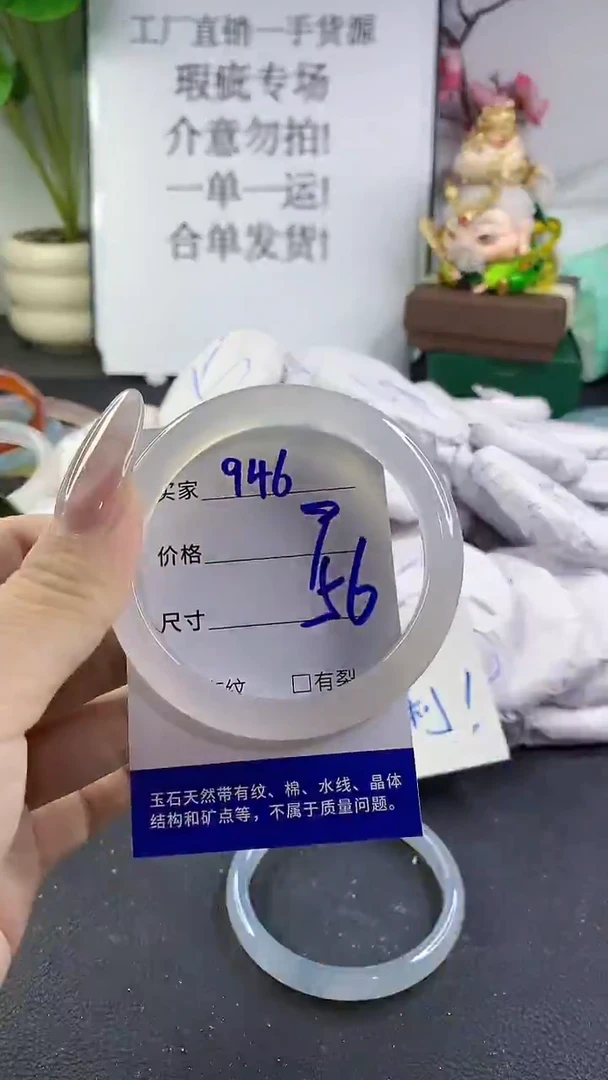 工厂直销一手货源
瑕疵专场
介意勿拍!
一单一运!
合单发货!
买家 946
价格
7
尺寸 56
纹 □有裂
利!
玉石天然带有纹、棉、水线、晶体
结构和矿点等，不属于质量问题。